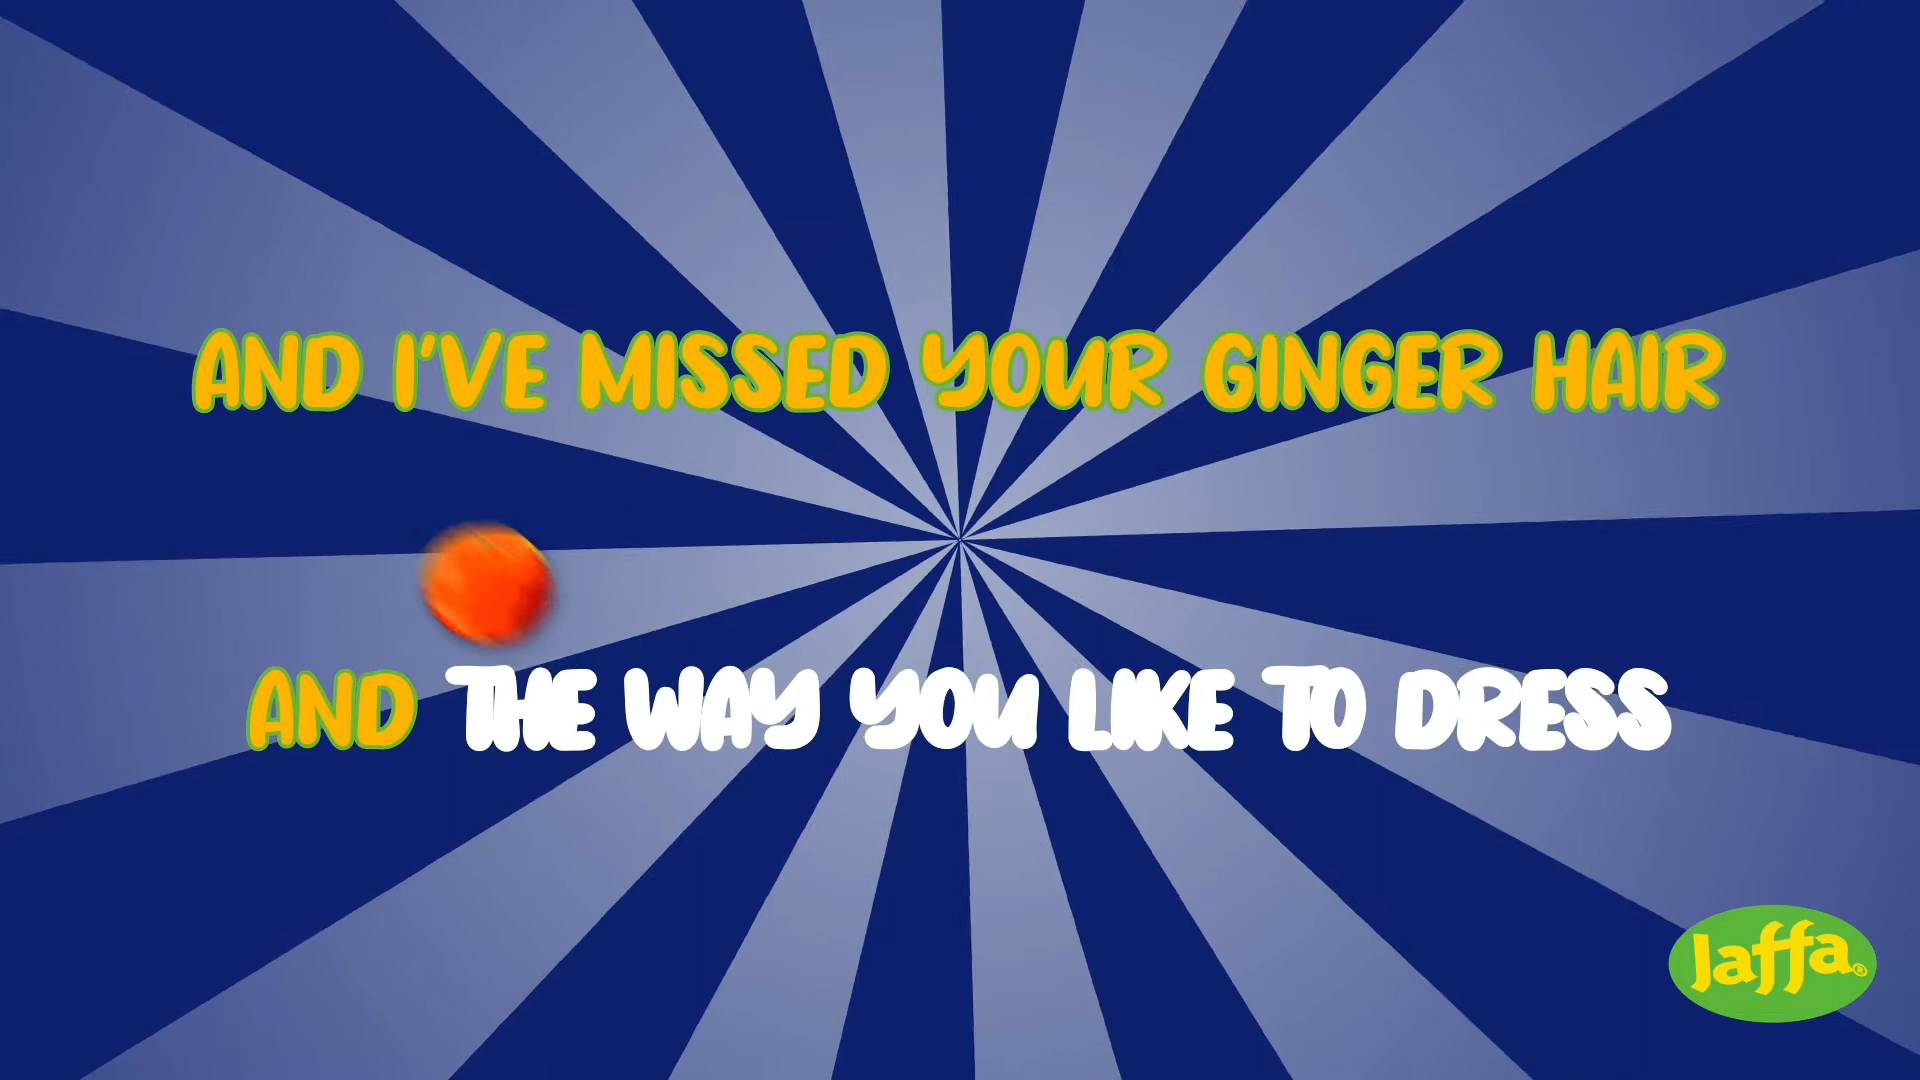 AND I'VE MISSED YOUR GINGER HAIR
AND THE WAY YOU LIKE TO DRESS
Jaffa®